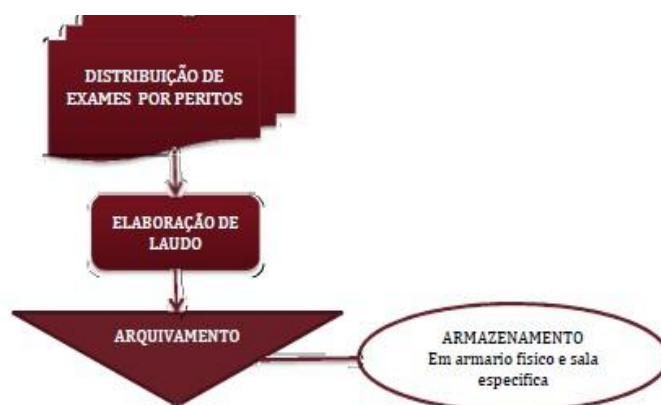 DISTRIBUIÇÃO DE
EXAMES POR PERITOS
ELABORAÇÃO DE
LAUDO
ARQUIVAMENTO
ARMAZENAMENTO
Em armario fisico e sala
especifica